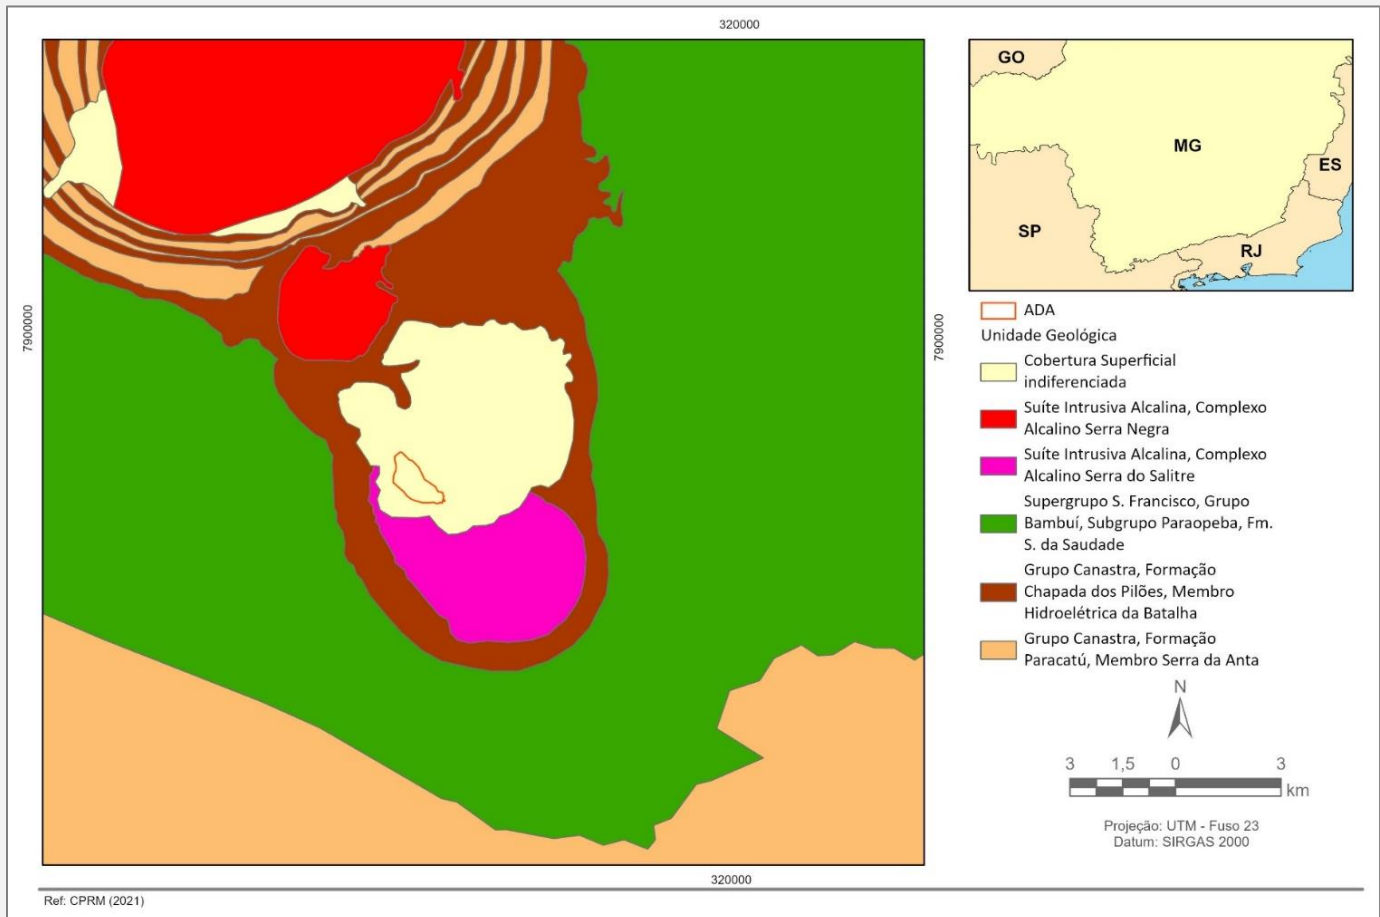 320000
7900000
7900000
320000
GO
MG
ES
SP
RJ
ADA
Unidade Geológica
Cobertura Superficial
indiferenciada
Suíte Intrusiva Alcalina, Complexo
Alcalino Serra Negra
Suíte Intrusiva Alcalina, Complexo
Alcalino Serra do Salitre
Supergrupo S. Francisco, Grupo
Bambuí, Subgrupo Paraopeba, Fm.
S. da Saudade
Grupo Canastra, Formação
Chapada dos Pilões, Membro
Hidroelétrica da Batalha
Grupo Canastra, Formação
Paracatú, Membro Serra da Anta
N
3 1,5 0 3
km
Projeção: UTM - Fuso 23
Datum: SIRGAS 2000
Ref: CPRM (2021)